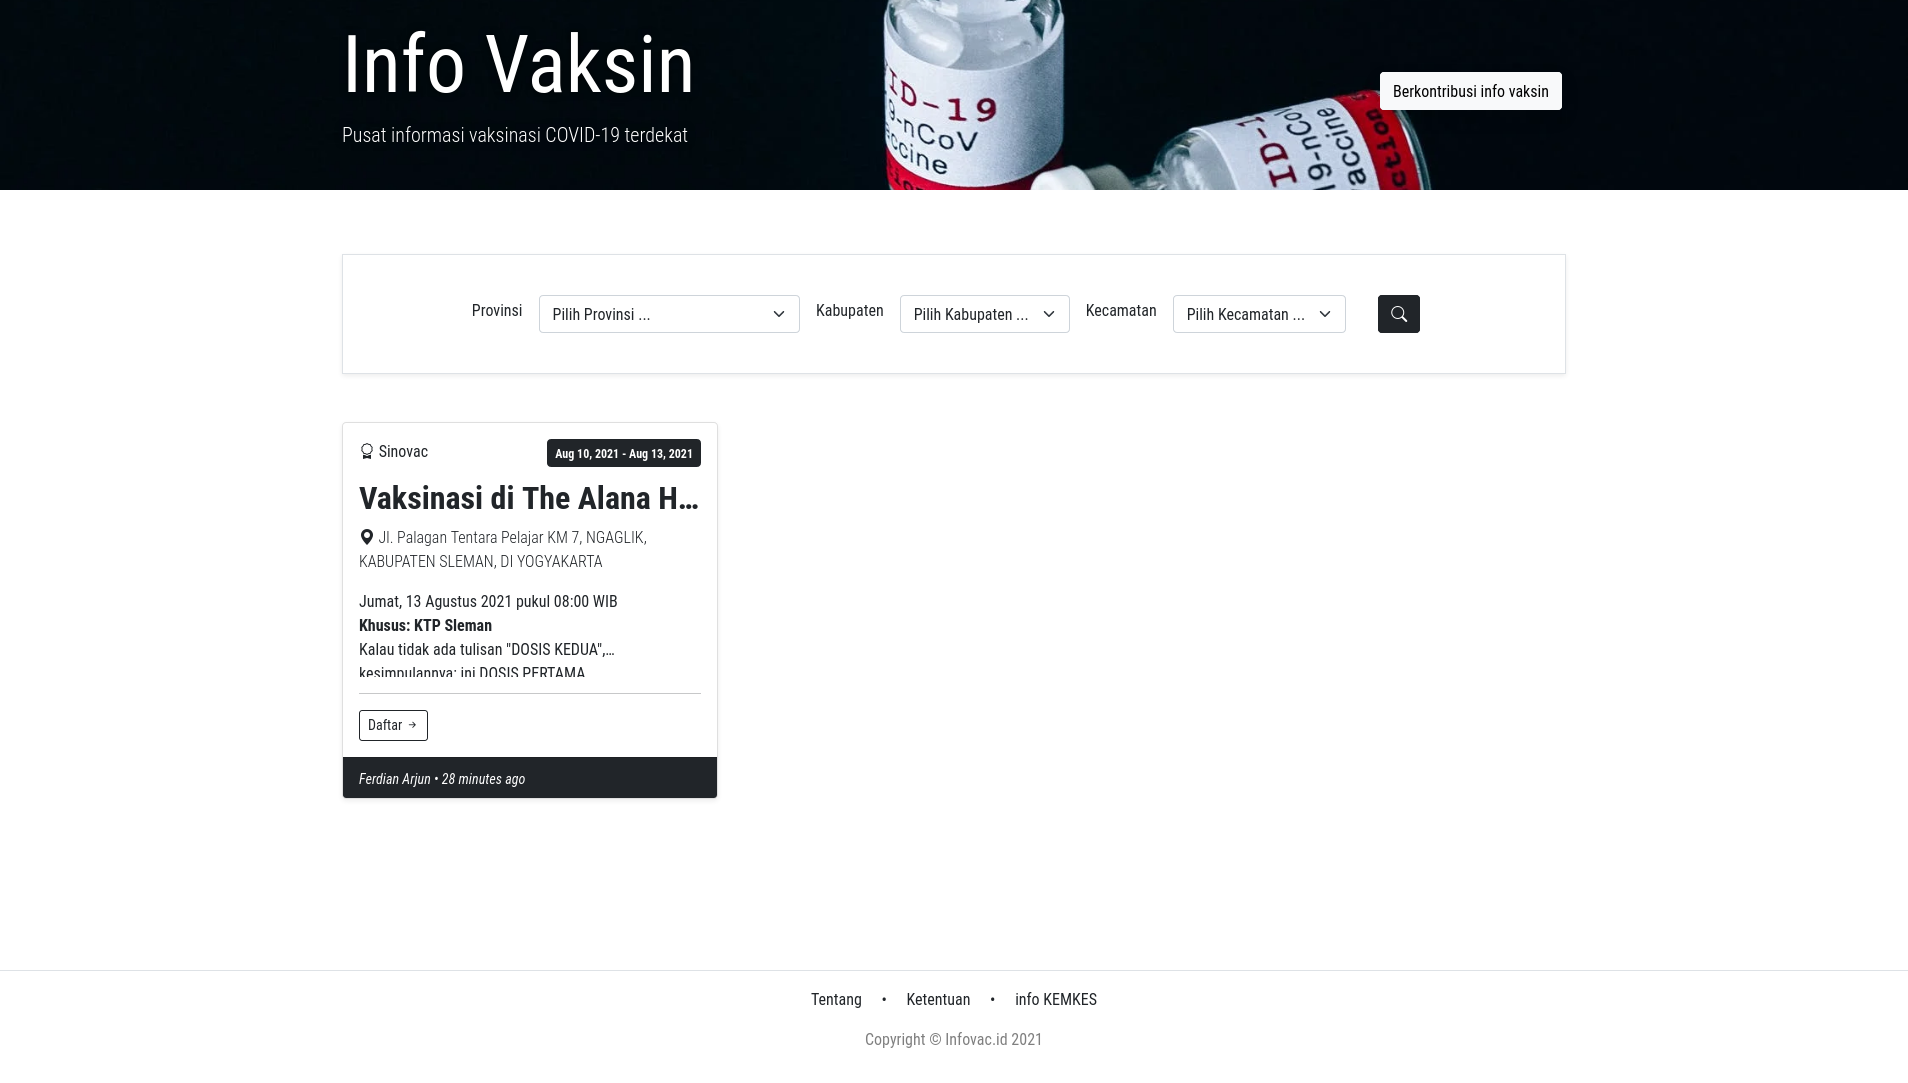 Info Vaksin
Pusat informasi vaksinasi COVID-19 terdekat
ID-19
9-nCoV
ccine
ction
ID-1
19-nCoV
accine
ction
Berkontribusi info vaksin
Provinsi
Pilih Provinsi ...
Kabupaten
Pilih Kabupaten ...
Kecamatan
Pilih Kecamatan ...
Sinovac
Aug 10, 2021 - Aug 13, 2021
Vaksinasi di The Alana H...
Jl. Palagan Tentara Pelajar KM 7, NGAGLIK,
KABUPATEN SLEMAN, DI YOGYAKARTA
Jumat, 13 Agustus 2021 pukul 08:00 WIB
Khusus: KTP Sleman
Kalau tidak ada tulisan "DOSIS KEDUA",...
kesimpulannya: ini DOSIS PERTAMA
Daftar →
Ferdian Arjun • 28 minutes ago
Tentang • Ketentuan • info KEMKES
Copyright © Infovac.id 2021